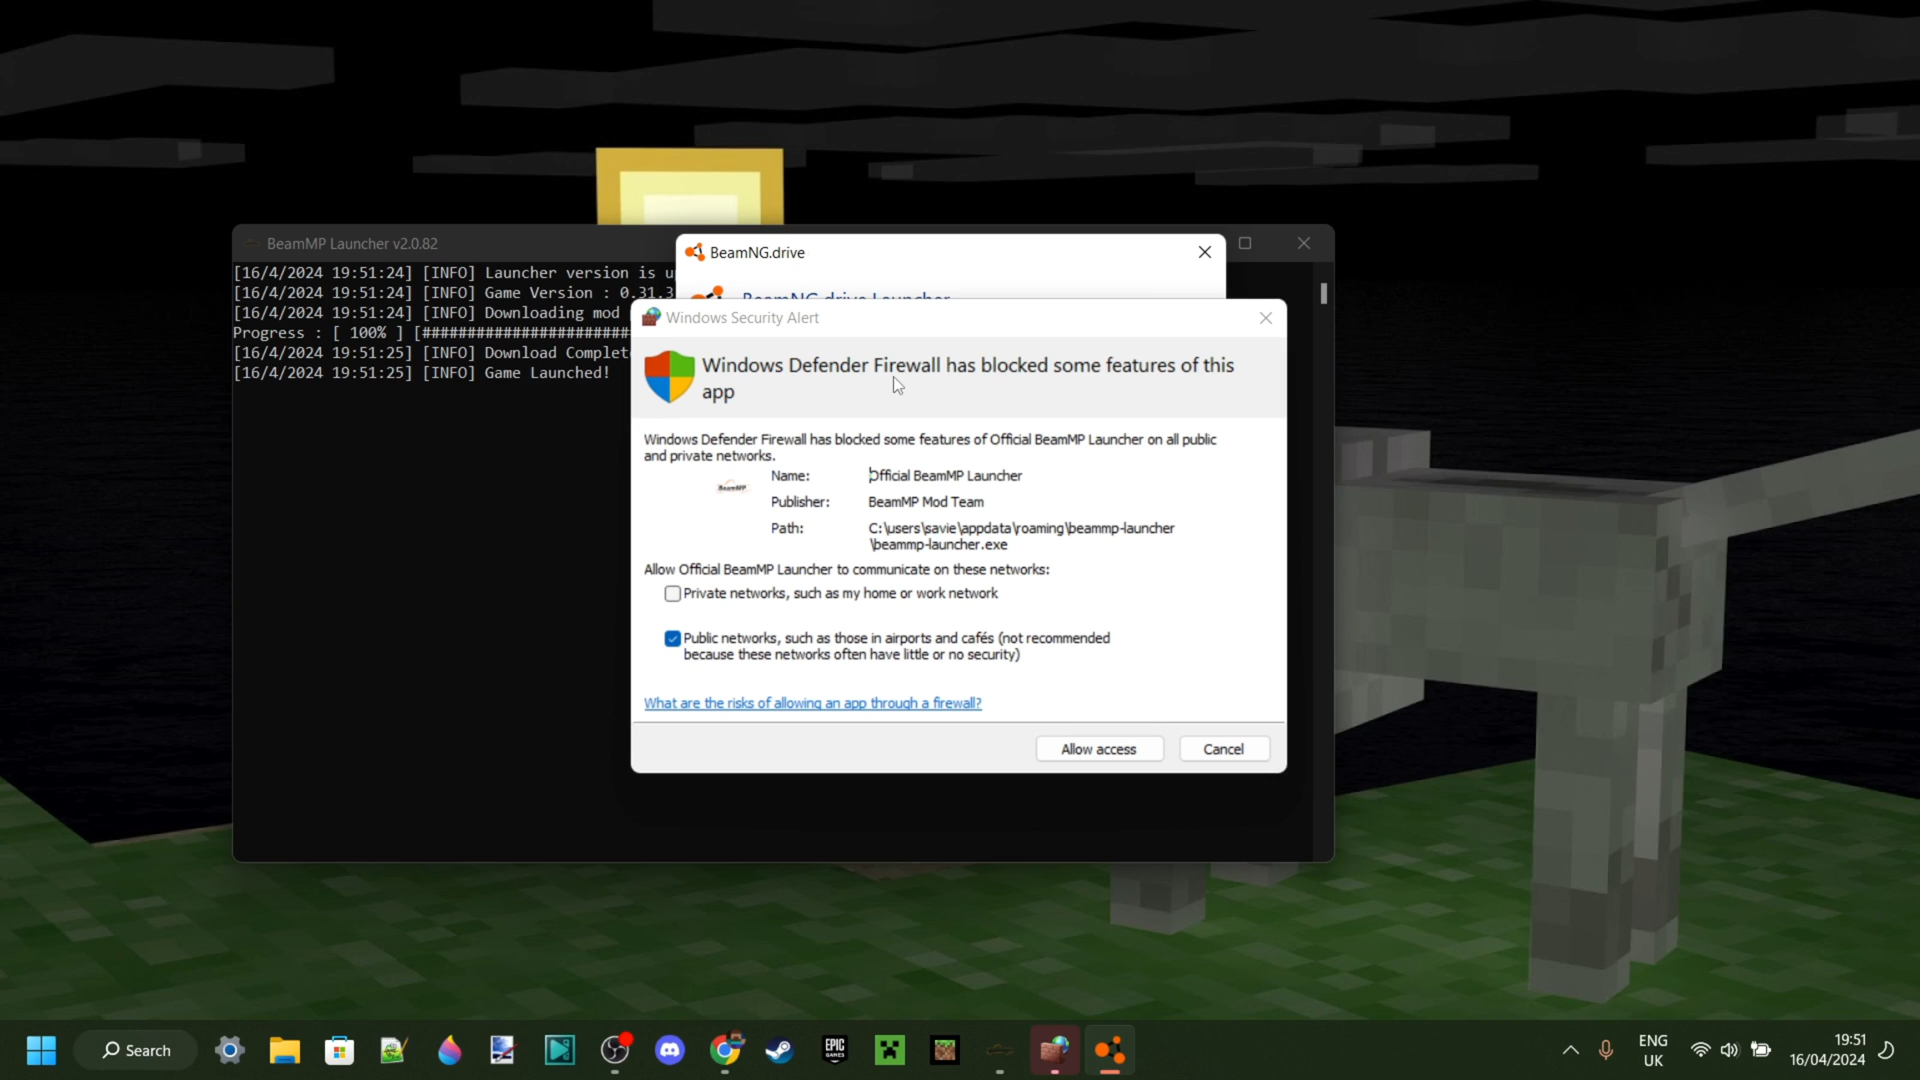 BeamMP Launcher v2.0.82
[16/4/2024 19:51:24] [INFO] Launcher version is u
[16/4/2024 19:51:24] [INFO] Game Version : 0.31.3
[16/4/2024 19:51:24] [INFO] Downloading mod
Progress : [ 100% ] [#######################
[16/4/2024 19:51:25] [INFO] Download Complet
[16/4/2024 19:51:25] [INFO] Game Launched!
BeamNG.drive
BeamNG.drive Launcher
Windows Security Alert
Windows Defender Firewall has blocked some features of this
app
Windows Defender Firewall has blocked some features of Official BeamMP Launcher on all public
and private networks.
BeamMP
Name: Official BeamMP Launcher
Publisher: BeamMP Mod Team
Path: C:\users\savie\appdata\roaming\beammp-launcher
\beammp-launcher.exe
Allow Official BeamMP Launcher to communicate on these networks:
Private networks, such as my home or work network
Public networks, such as those in airports and cafés (not recommended
because these networks often have little or no security)
What are the risks of allowing an app through a firewall?
Allow access
Cancel
Search
EPIC
GAMES
ENG
UK
19:51
16/04/2024